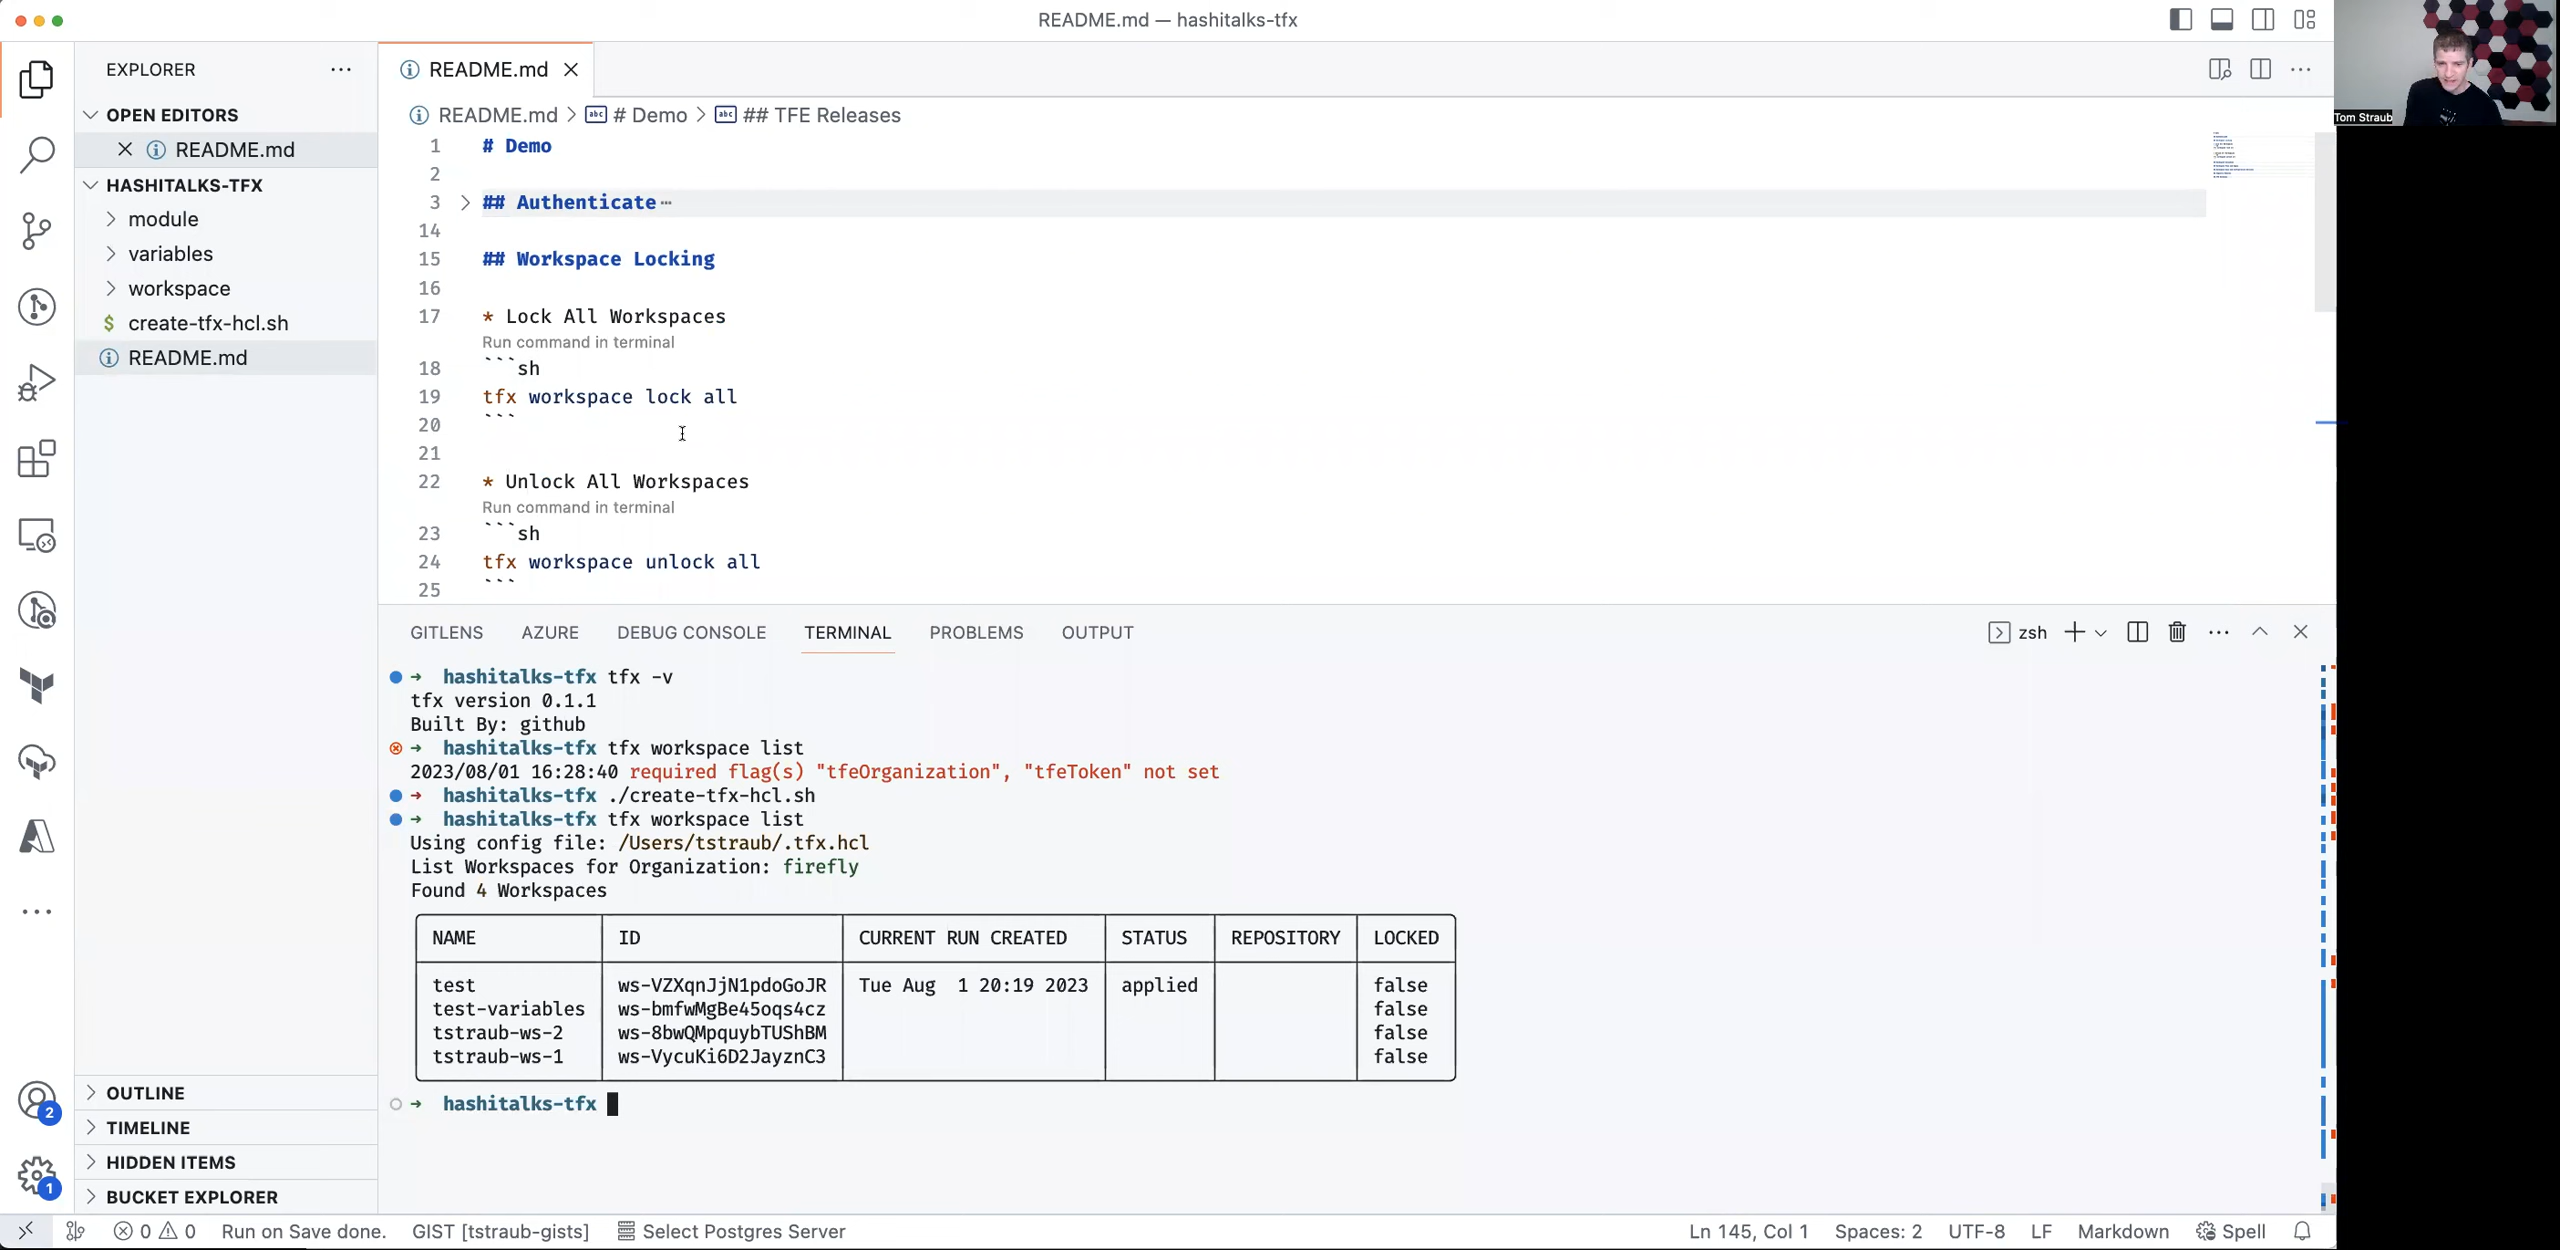 README.md — hashitalks-tfx
Tom Straub
EXPLORER
OPEN EDITORS
README.md
HASHITALKS-TFX
module
variables
workspace
$ create-tfx-hcl.sh
README.md
OUTLINE
TIMELINE
HIDDEN ITEMS
BUCKET EXPLORER
2
1
README.md
README.md > # Demo > ## TFE Releases
1 # Demo
2
3 ## Authenticate ⋯
14
15 ## Workspace Locking
16
17 * Lock All Workspaces
Run command in terminal
18 ```sh
19 tfx workspace lock all
20 ```
21
22 * Unlock All Workspaces
Run command in terminal
23 ```sh
24 tfx workspace unlock all
25 ```
GITLENS AZURE DEBUG CONSOLE TERMINAL PROBLEMS OUTPUT zsh
→ hashitalks-tfx tfx -v
tfx version 0.1.1
Built By: github
→ hashitalks-tfx tfx workspace list
2023/08/01 16:28:40 required flag(s) "tfeOrganization", "tfeToken" not set
→ hashitalks-tfx ./create-tfx-hcl.sh
→ hashitalks-tfx tfx workspace list
Using config file: /Users/tstraub/.tfx.hcl
List Workspaces for Organization: firefly
Found 4 Workspaces
NAME ID CURRENT RUN CREATED STATUS REPOSITORY LOCKED
test ws-VZXqnJjN1pdoGoJR Tue Aug 1 20:19 2023 applied false
test-variables ws-bmfwMgBe45oqs4cz false
tstraub-ws-2 ws-8bwQMpquybTUShBM false
tstraub-ws-1 ws-VycuKi6D2JayznC3 false
→ hashitalks-tfx
0 0 Run on Save done. GIST [tstraub-gists] Select Postgres Server Ln 145, Col 1 Spaces: 2 UTF-8 LF Markdown Spell